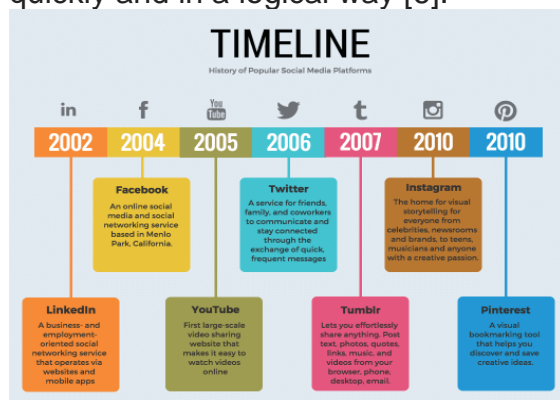 quickly and in a logical way [6].
TIMELINE
History of Popular Social Media Platforms
in
f
You
Tube
t
2002
2004
2005
2006
2007
2010
2010
Facebook
An online social
media and social
networking service
based in Menlo
Park, California.
Twitter
A service for friends,
family, and coworkers
to communicate and
stay connected
through the
exchange of quick,
frequent messages
Instagram
The home for visual
storytelling for
everyone from
celebrities, newsrooms
and brands, to teens,
musicians and anyone
with a creative passion.
LinkedIn
A business- and
employment-
oriented social
networking service
that operates via
websites and
mobile apps
YouTube
First large-scale
video sharing
website that
makes it easy to
watch videos
online
Tumblr
Lets you effortlessly
share anything. Post
text, photos, quotes,
links, music, and
videos from your
browser, phone,
desktop, email.
Pinterest
A visual
bookmarking tool
that helps you
discover and save
creative ideas.